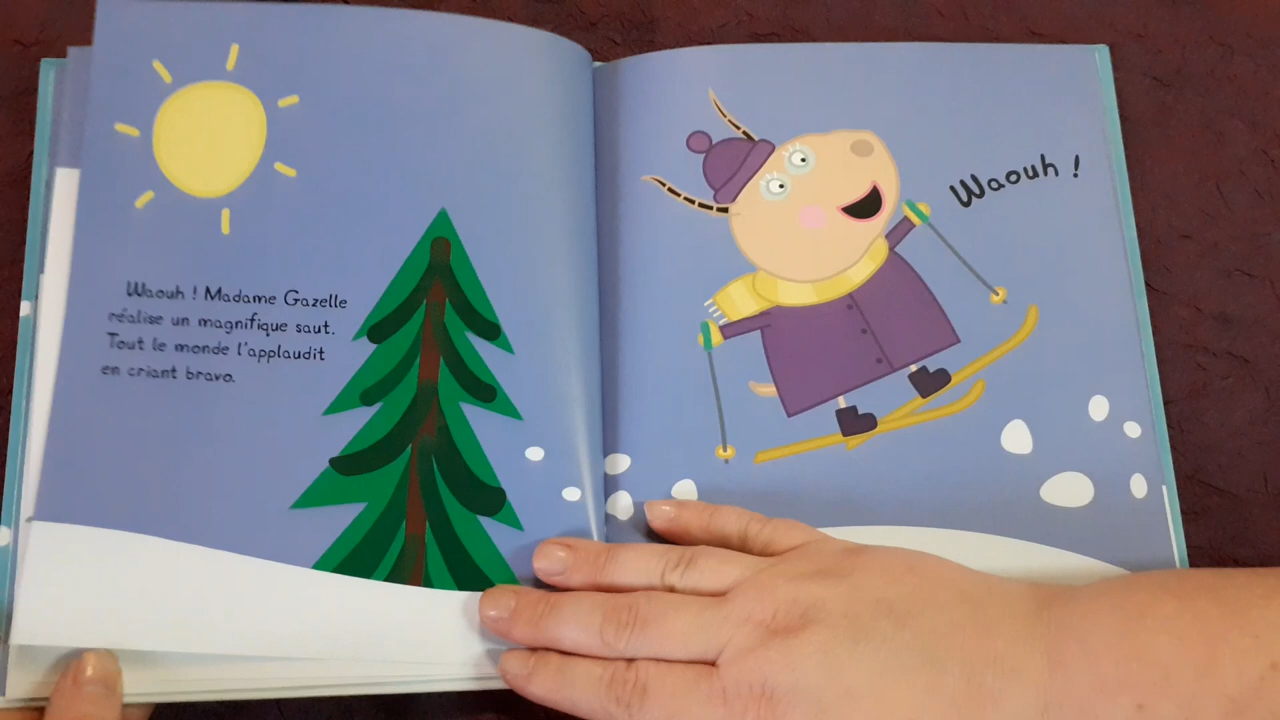 Waouh ! Madame Gazelle
réalise un magnifique saut.
Tout le monde l'applaudit
en criant bravo.
Waouh !